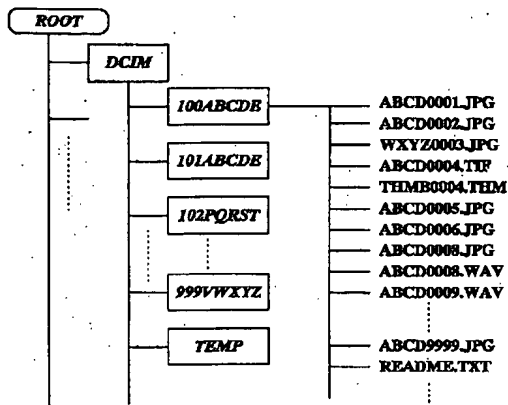 ROOT
DCIM
100ABCDE
101ABCDE
102PQRST
999VWXYZ
TEMP
ABCD0001.JPG
ABCD0002.JPG
WXYZ0003.JPG
ABCD0004.TIF
THMB0004.THM
ABCD0005.JPG
ABCD0006.JPG
ABCD0008.JPG
ABCD0008.WAV
ABCD0009.WAV
ABCD9999.JPG
README.TXT